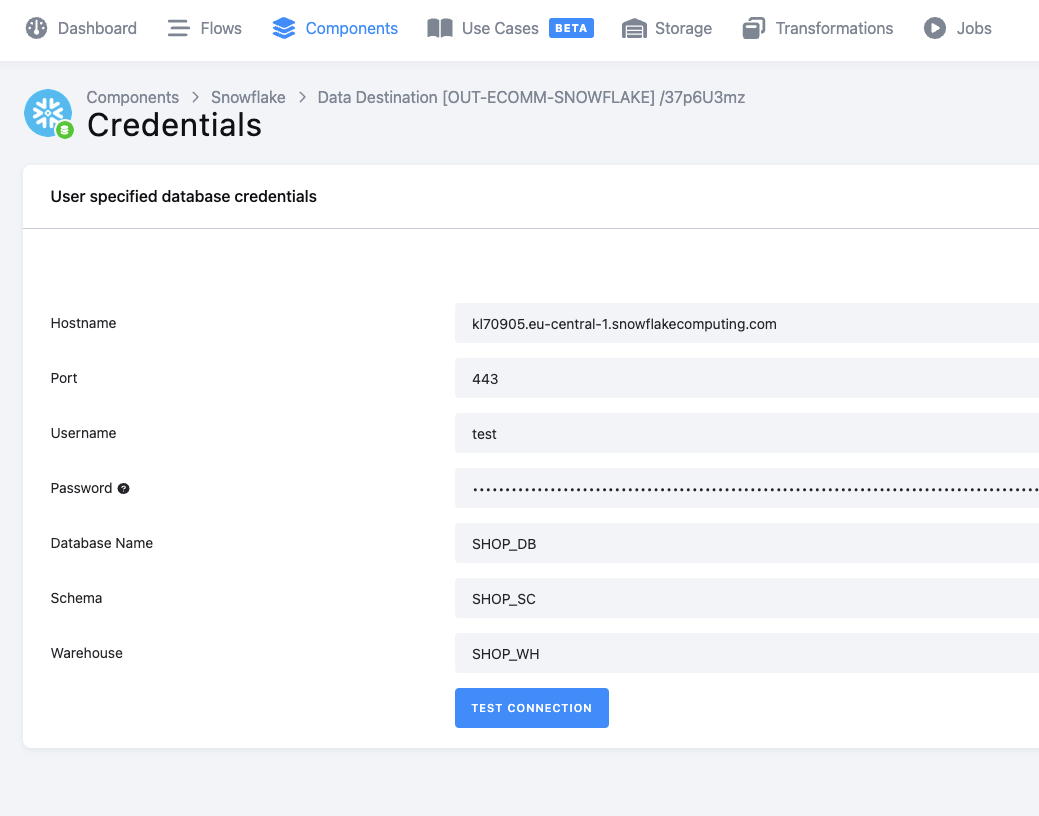 Dashboard Flows Components Use Cases BETA Storage Transformations Jobs
Components > Snowflake > Data Destination [OUT-ECOMM-SNOWFLAKE] /37p6U3mz
Credentials
User specified database credentials
Hostname kl70905.eu-central-1.snowflakecomputing.com
Port 443
Username test
Password ?
Database Name SHOP_DB
Schema SHOP_SC
Warehouse SHOP_WH
TEST CONNECTION